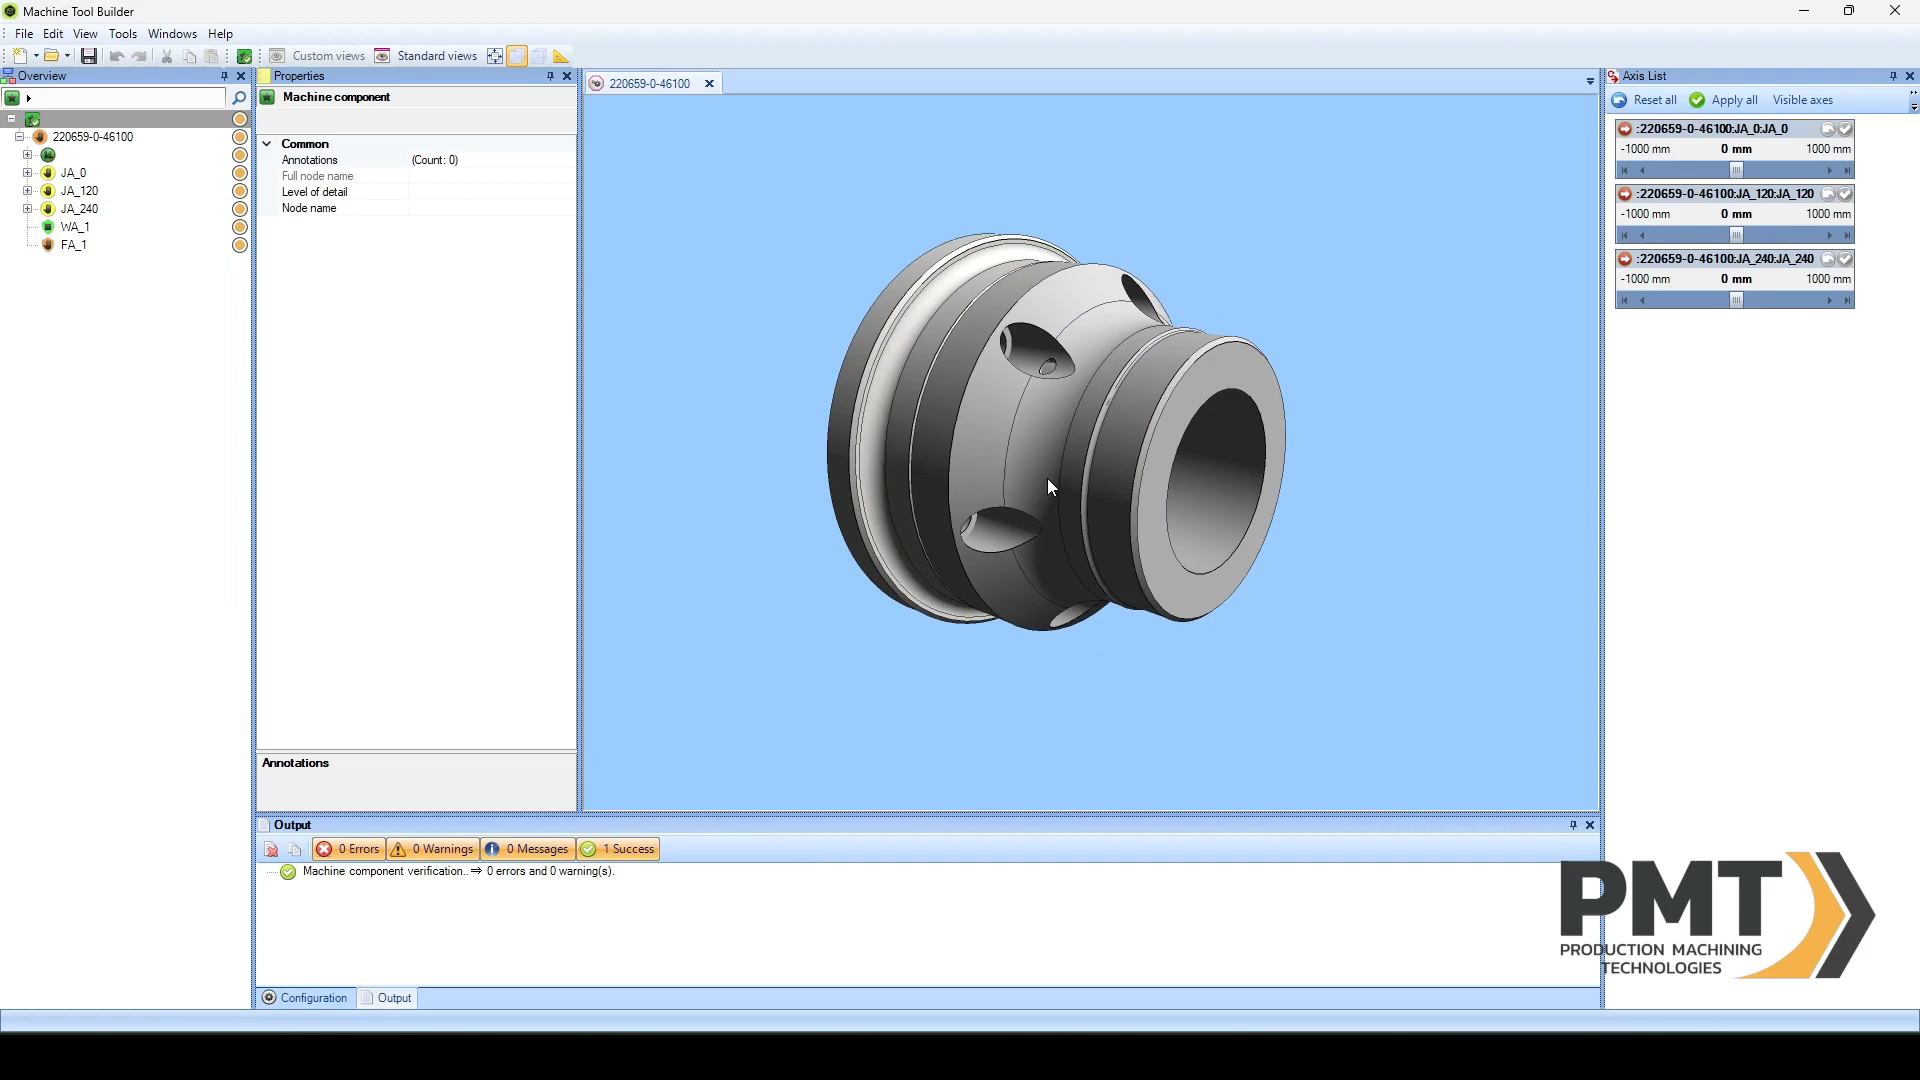 Machine Tool Builder
File Edit View Tools Windows Help
Custom views Standard views
Overview
220659-0-46100
JA_0
JA_120
JA_240
WA_1
FA_1
Properties
Machine component
Common
Annotations (Count: 0)
Full node name
Level of detail
Node name
Annotations
220659-0-46100
Axis List
Reset all Apply all Visible axes
:220659-0-46100:JA_0:JA_0
-1000 mm 0 mm 1000 mm
:220659-0-46100:JA_120:JA_120
-1000 mm 0 mm 1000 mm
:220659-0-46100:JA_240:JA_240
-1000 mm 0 mm 1000 mm
Output
0 Errors 0 Warnings 0 Messages 1 Success
Machine component verification.. ⇒ 0 errors and 0 warning(s).
Configuration Output
PMT
PRODUCTION MACHINING
TECHNOLOGIES